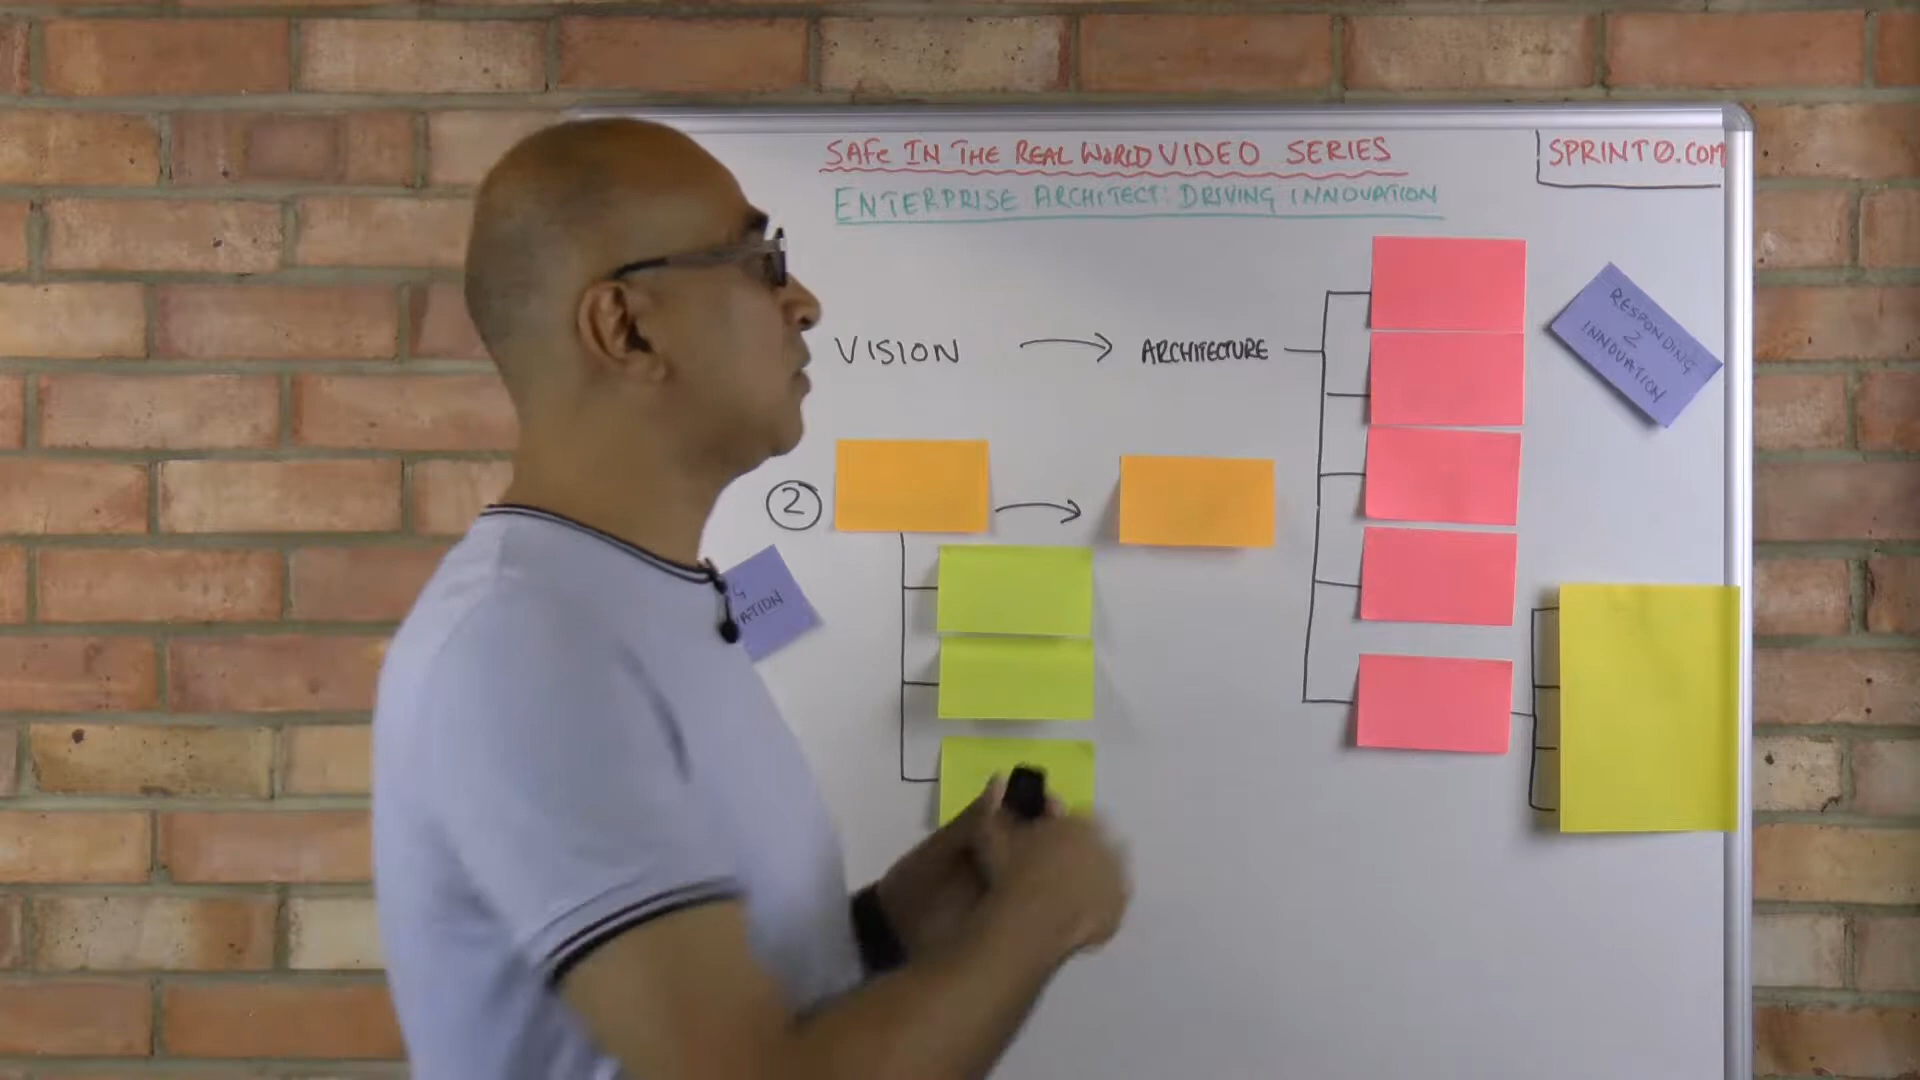 SAFe IN THE REAL WORLD VIDEO SERIES
SPRINT0.COM
ENTERPRISE ARCHITECT: DRIVING INNOVATION
RESPONDING
2
INNOVATION
VISION → ARCHITECTURE
2
G
VATION